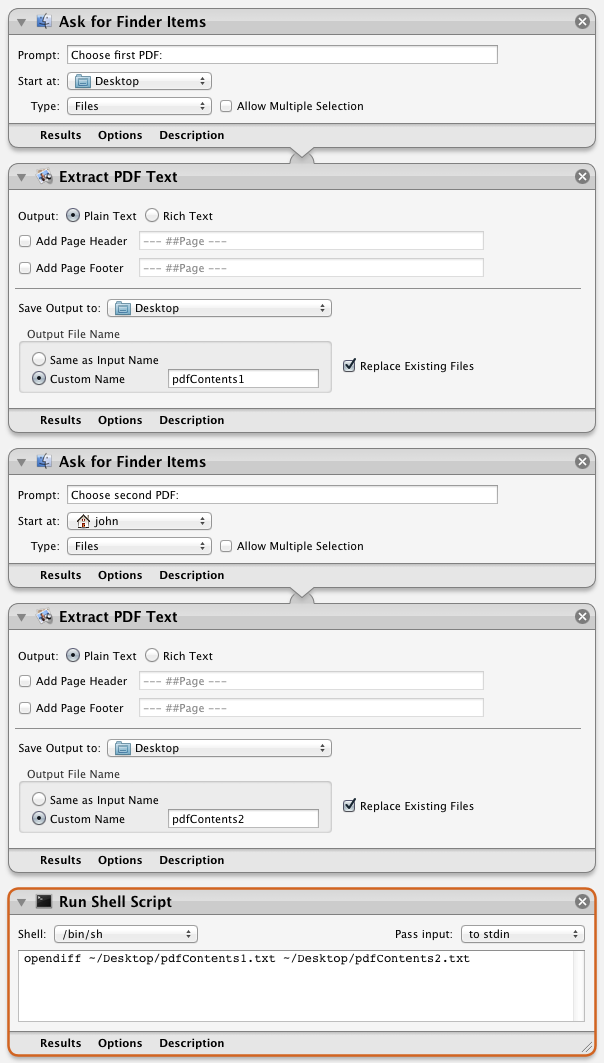 Ask for Finder Items
Prompt: Choose first PDF:
Start at: Desktop
Type: Files Allow Multiple Selection
Results Options Description
Extract PDF Text
Output: Plain Text Rich Text
Add Page Header --- ##Page ---
Add Page Footer --- ##Page ---
Save Output to: Desktop
Output File Name
Same as Input Name
Replace Existing Files
Custom Name pdfContents1
Results Options Description
Ask for Finder Items
Prompt: Choose second PDF:
Start at: john
Type: Files Allow Multiple Selection
Results Options Description
Extract PDF Text
Output: Plain Text Rich Text
Add Page Header --- ##Page ---
Add Page Footer --- ##Page ---
Save Output to: Desktop
Output File Name
Same as Input Name
Replace Existing Files
Custom Name pdfContents2
Results Options Description
Run Shell Script
Shell: /bin/sh Pass input: to stdin
opendiff ~/Desktop/pdfContents1.txt ~/Desktop/pdfContents2.txt
Results Options Description